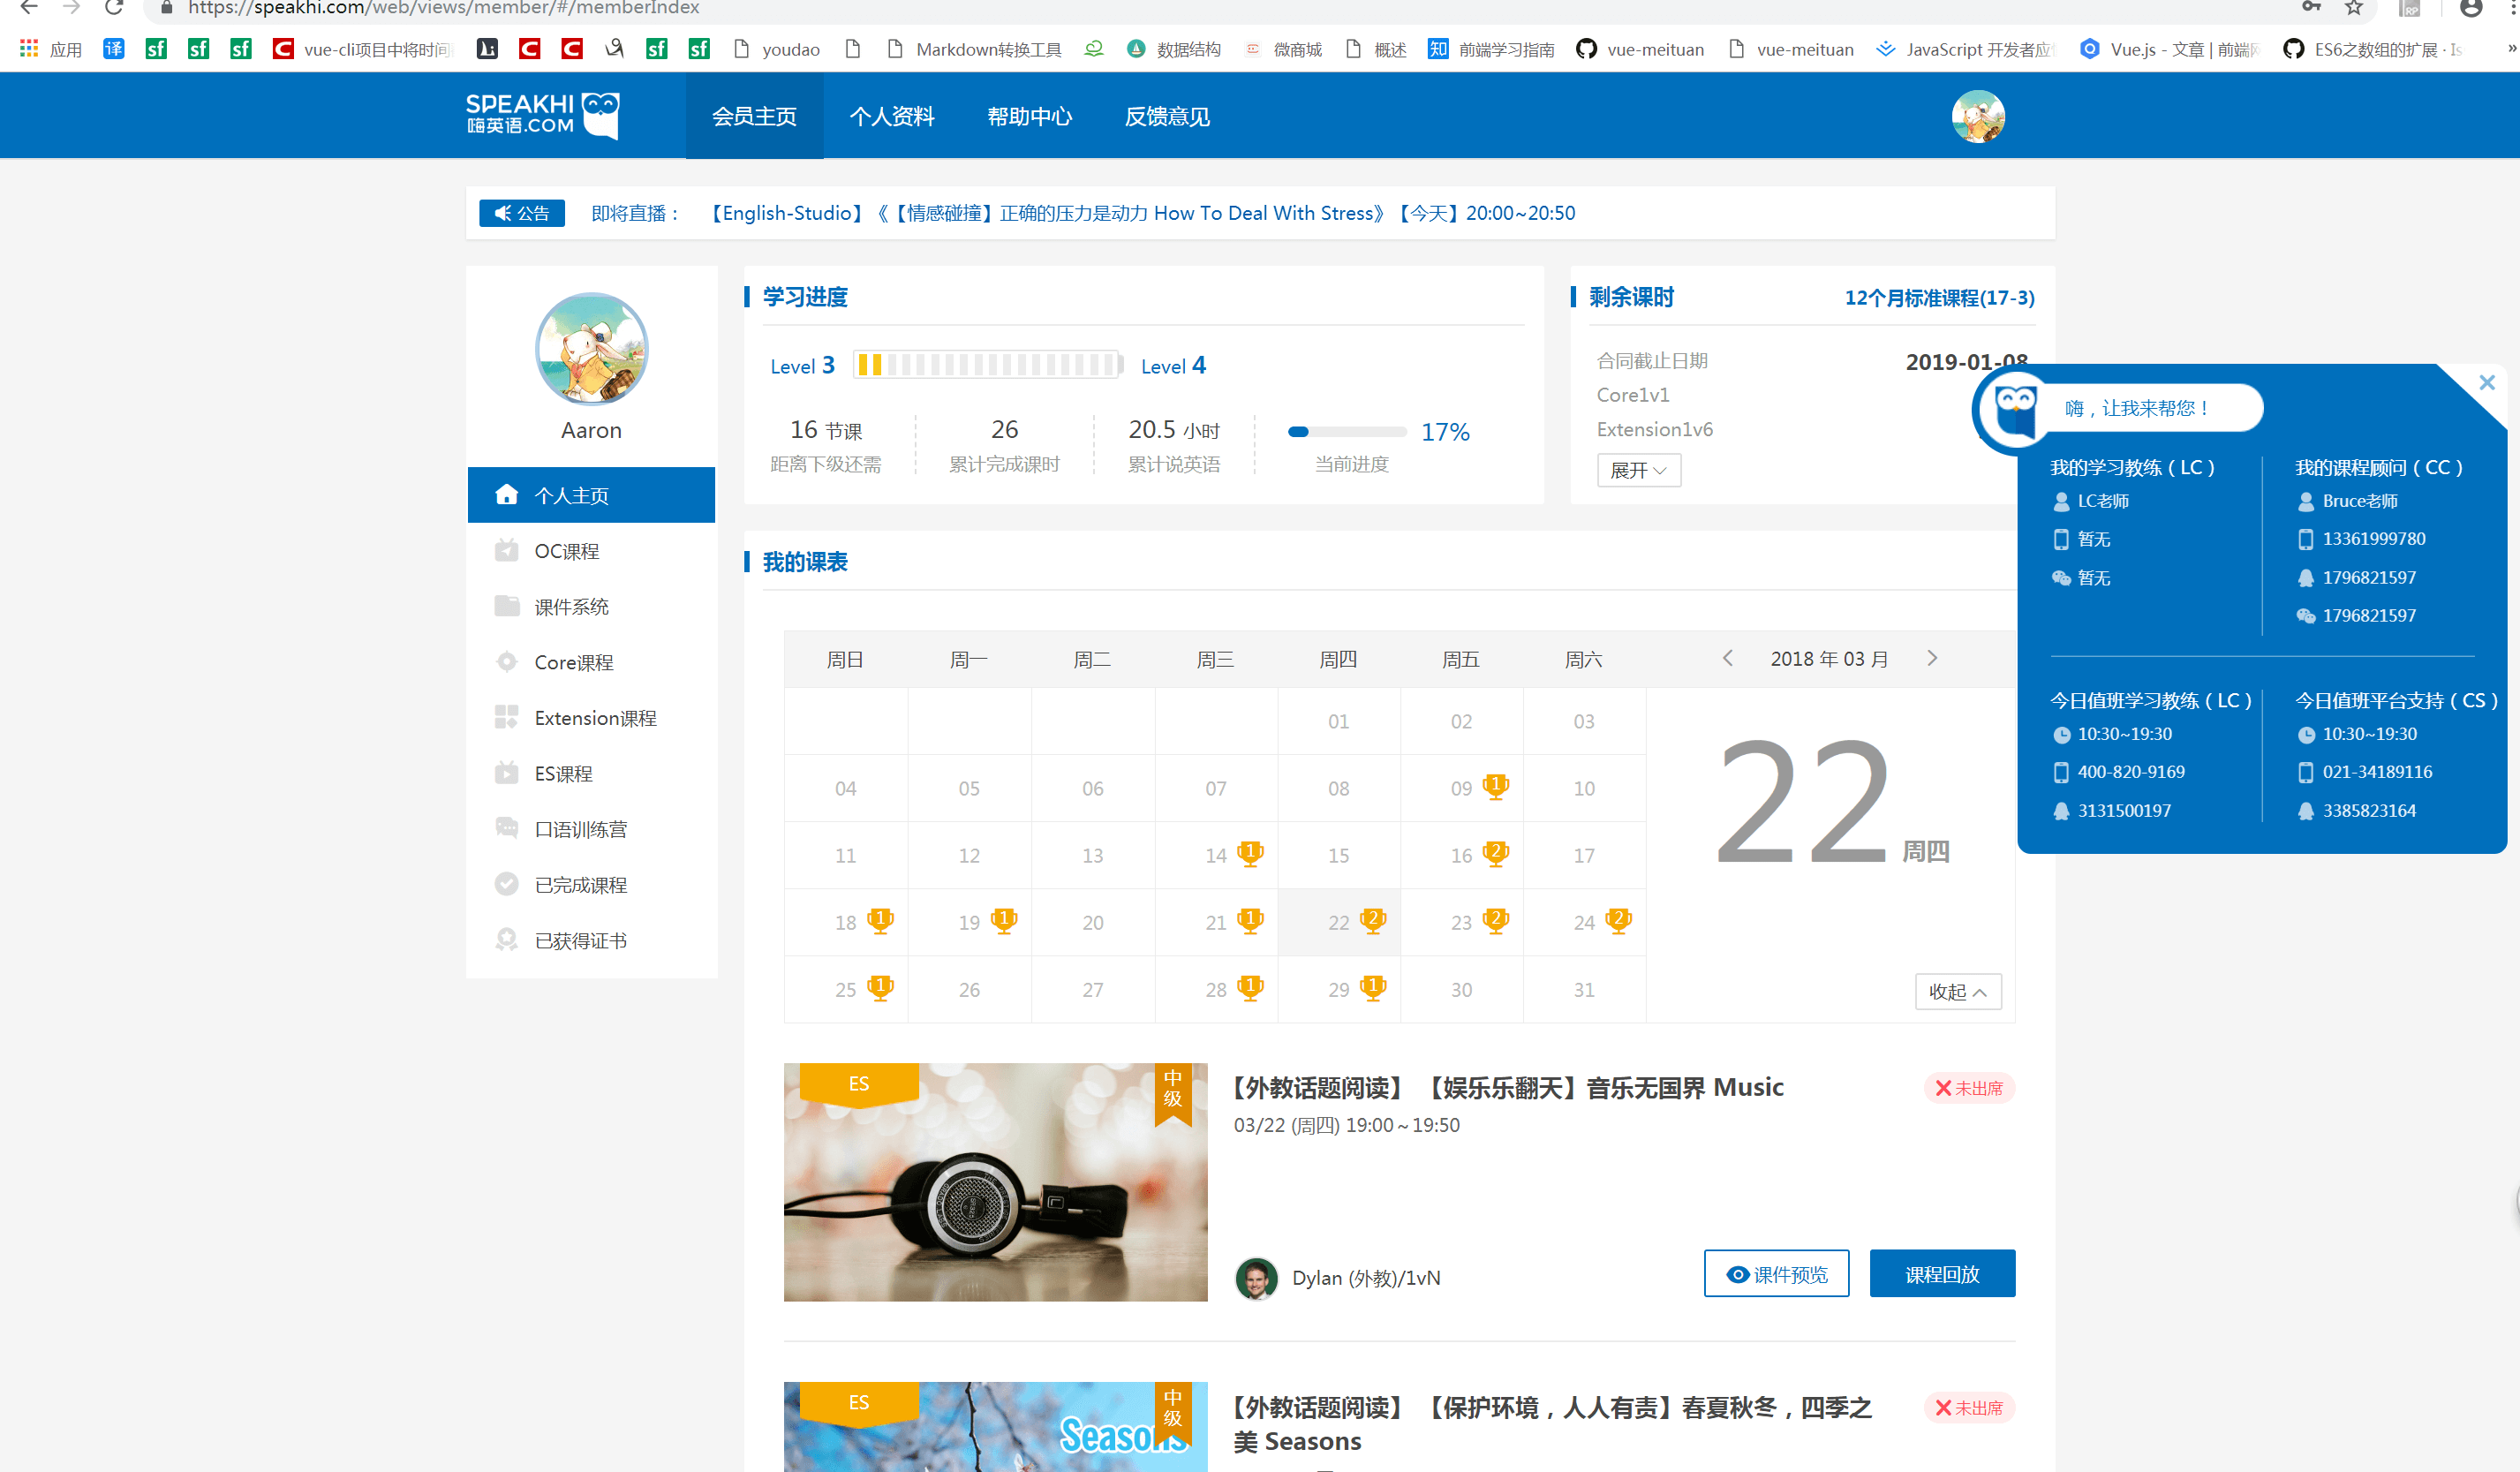 https://speakhi.com/web/views/member/#/memberIndex
应用 译 sf sf sf C vue-cli项目中将时间 C C sf sf youdao Markdown转换工具 数据结构 微商城 概述 知 前端学习指南 vue-meituan vue-meituan JavaScript 开发者应 Vue.js - 文章 | 前端 ES6之数组的扩展 · Is »
SPEAKHI
嗨英语.COM
会员主页 个人资料 帮助中心 反馈意见
公告 即将直播： 【English-Studio】《【情感碰撞】正确的压力是动力 How To Deal With Stress》【今天】20:00~20:50
Aaron
个人主页
OC课程
课件系统
Core课程
Extension课程
ES课程
口语训练营
已完成课程
已获得证书
学习进度
Level 3 Level 4
16 节课 26 20.5 小时 17%
距离下级还需 累计完成课时 累计说英语 当前进度
剩余课时 12个月标准课程(17-3)
合同截止日期 2019-01-08
Core1v1
Extension1v6
展开
嗨，让我来帮您！
我的学习教练（LC） 我的课程顾问（CC）
LC老师 Bruce老师
暂无 13361999780
暂无 1796821597
1796821597
今日值班学习教练（LC） 今日值班平台支持（CS）
10:30~19:30 10:30~19:30
400-820-9169 021-34189116
3131500197 3385823164
我的课表
周日 周一 周二 周三 周四 周五 周六 2018 年 03 月
01 02 03
04 05 06 07 08 09 1 10
11 12 13 14 1 15 16 2 17
18 1 19 1 20 21 1 22 2 23 2 24 2
25 1 26 27 28 1 29 1 30 31
22 周四
收起
ES 中级
【外教话题阅读】 【娱乐乐翻天】音乐无国界 Music 未出席
03/22 (周四) 19:00～19:50
Dylan (外教)/1vN 课件预览 课程回放
ES 中级
Seasons
【外教话题阅读】 【保护环境，人人有责】春夏秋冬，四季之
美 Seasons
未出席